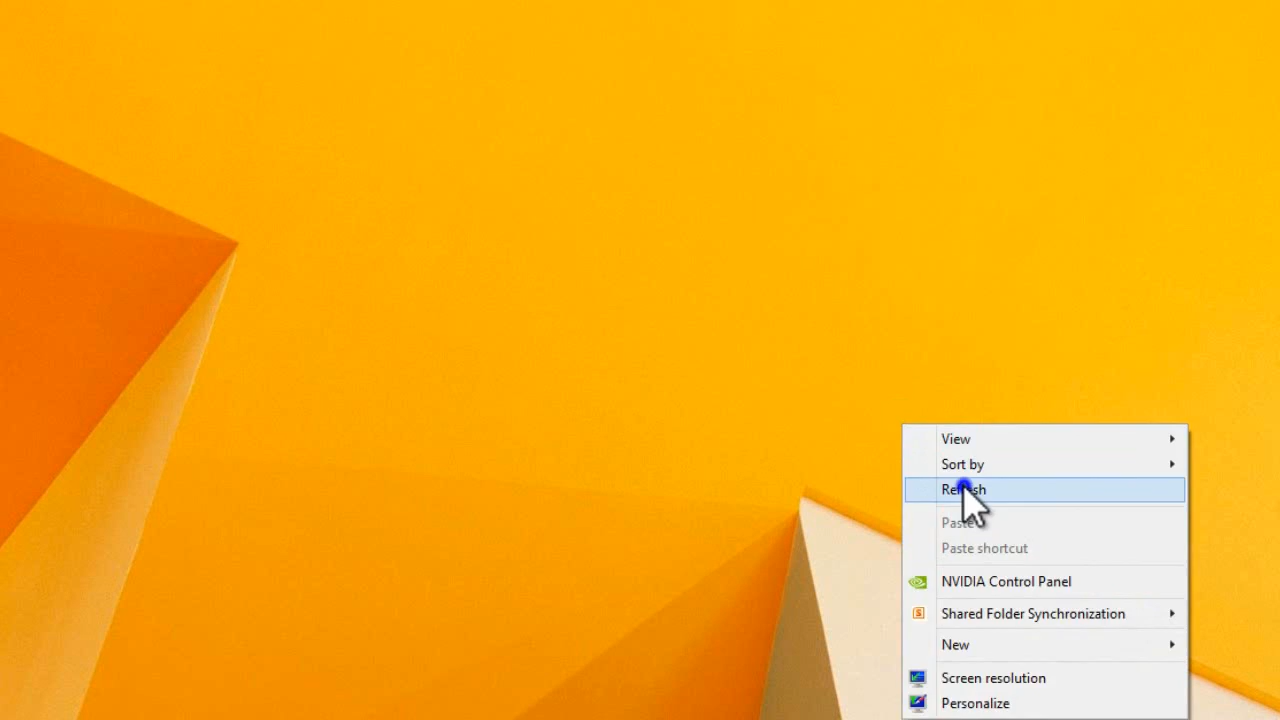 View
Sort by
Refresh
Paste
Paste shortcut
NVIDIA Control Panel
Shared Folder Synchronization
New
Screen resolution
Personalize